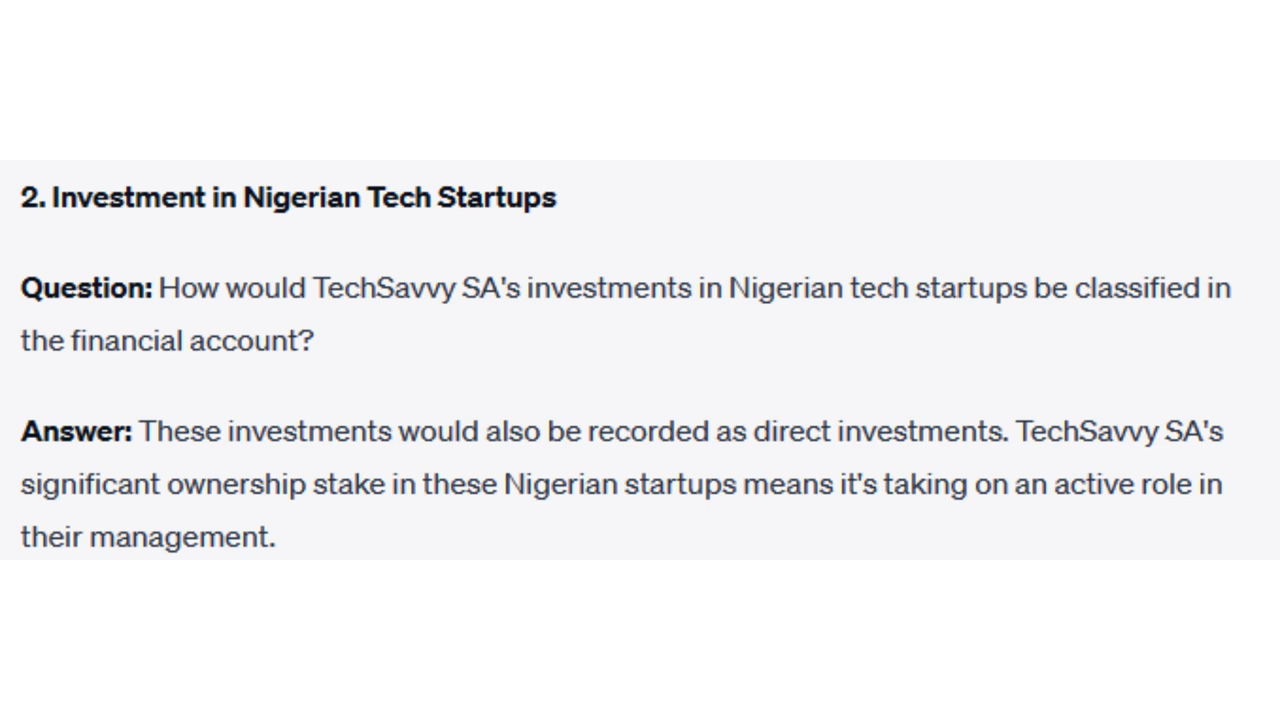 2. Investment in Nigerian Tech Startups
Question: How would TechSavvy SA's investments in Nigerian tech startups be classified in
the financial account?
Answer: These investments would also be recorded as direct investments. TechSavvy SA's
significant ownership stake in these Nigerian startups means it's taking on an active role in
their management.